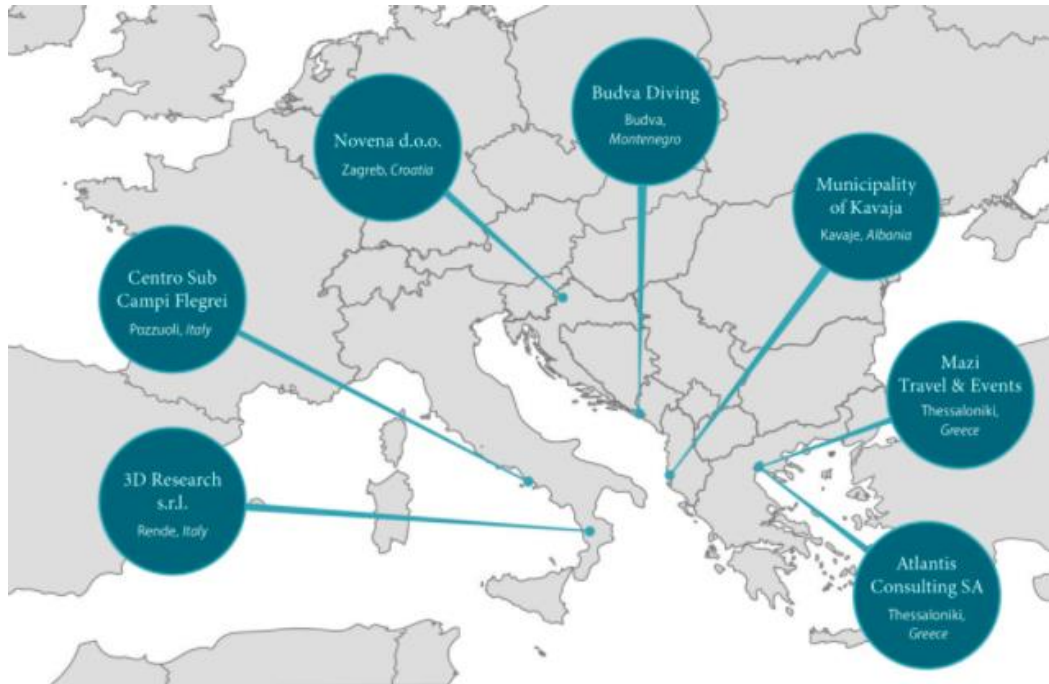 Novena d.o.o.
Zagreb, Croatia
Budva Diving
Budva,
Montenegro
Municipality
of Kavaja
Kavaje, Albania
Centro Sub
Campi Flegrei
Pozzuoli, Italy
Mazi
Travel & Events
Thessaloniki,
Greece
3D Research
s.r.l.
Rende, Italy
Atlantis
Consulting SA
Thessaloniki,
Greece